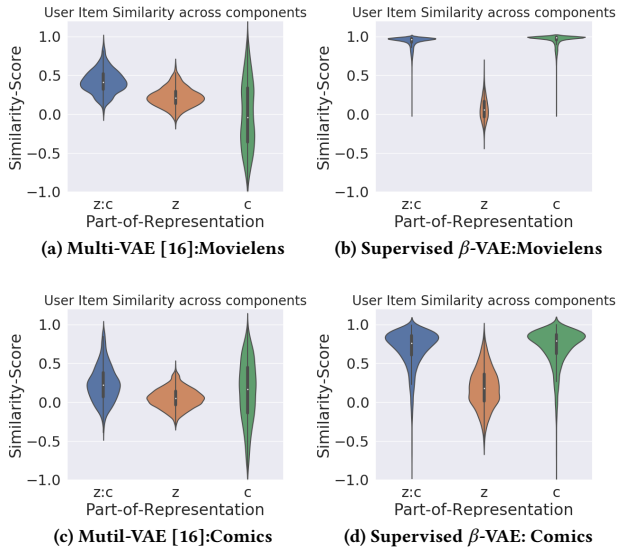 User Item Similarity across components
1.0
0.5
0.0
−0.5
−1.0
Similarity-Score
z:c z c
Part-of-Representation
(a) Multi-VAE [16]:Movielens
User Item Similarity across components
1.0
0.5
0.0
−0.5
−1.0
Similarity-Score
z:c z c
Part-of-Representation
(b) Supervised β-VAE:Movielens
User Item Similarity across components
1.0
0.5
0.0
−0.5
−1.0
Similarity-Score
z:c z c
Part-of-Representation
(c) Mutil-VAE [16]:Comics
User Item Similarity across components
1.0
0.5
0.0
−0.5
−1.0
Similarity-Score
z:c z c
Part-of-Representation
(d) Supervised β-VAE: Comics